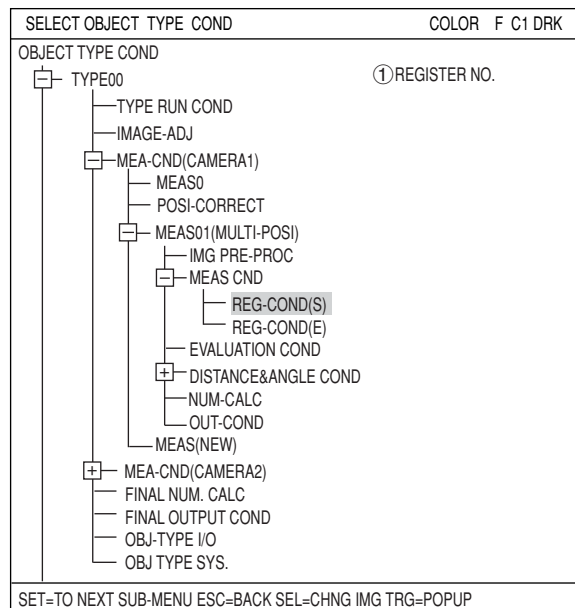 SELECT OBJECT TYPE COND COLOR F C1 DRK
OBJECT TYPE COND
TYPE00
① REGISTER NO.
TYPE RUN COND
IMAGE-ADJ
MEA-CND(CAMERA1)
MEAS0
POSI-CORRECT
MEAS01(MULTI-POSI)
IMG PRE-PROC
MEAS CND
REG-COND(S)
REG-COND(E)
EVALUATION COND
DISTANCE&ANGLE COND
NUM-CALC
OUT-COND
MEAS(NEW)
MEA-CND(CAMERA2)
FINAL NUM. CALC
FINAL OUTPUT COND
OBJ-TYPE I/O
OBJ TYPE SYS.
SET=TO NEXT SUB-MENU ESC=BACK SEL=CHNG IMG TRG=POPUP